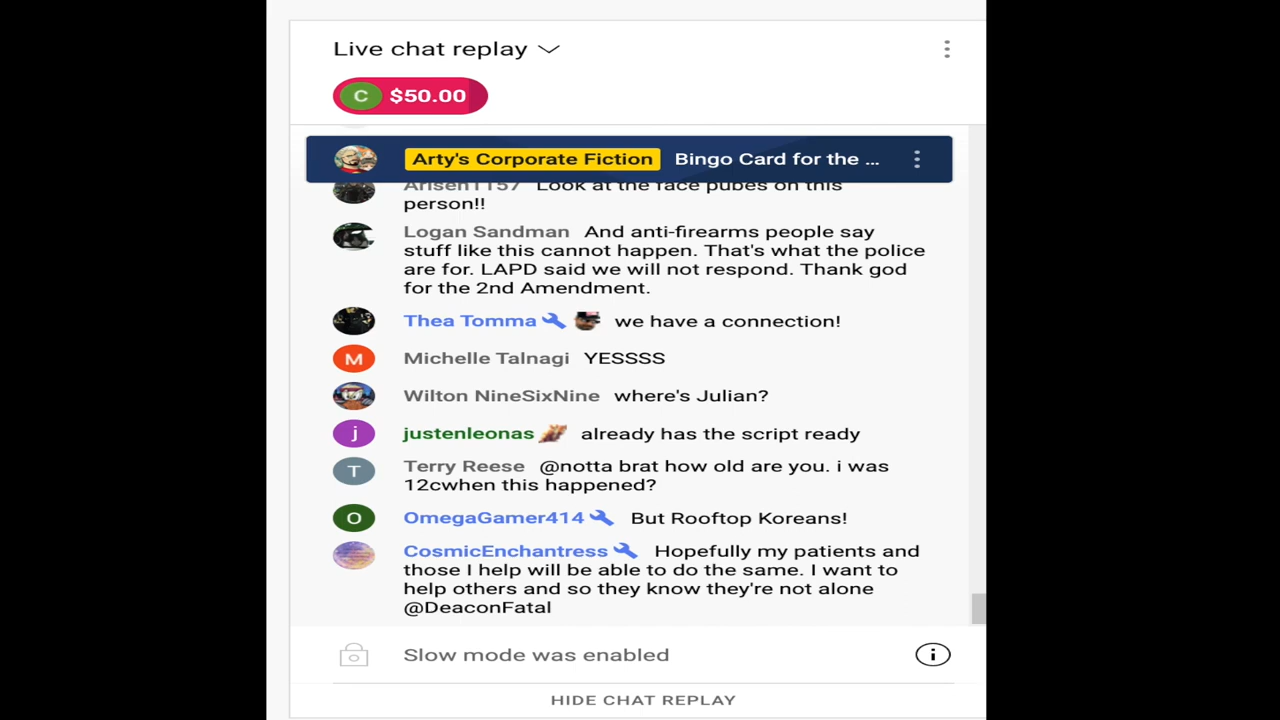 Live chat replay
C $50.00
Arty's Corporate Fiction Bingo Card for the ...
Arisen1157 Look at the face pubes on this
person!!
Logan Sandman And anti-firearms people say
stuff like this cannot happen. That's what the police
are for. LAPD said we will not respond. Thank god
for the 2nd Amendment.
Thea Tomma we have a connection!
M Michelle Talnagi YESSSS
Wilton NineSixNine where's Julian?
j justenleonas already has the script ready
T Terry Reese @notta brat how old are you. i was
12cwhen this happened?
O OmegaGamer414 But Rooftop Koreans!
CosmicEnchantress Hopefully my patients and
those I help will be able to do the same. I want to
help others and so they know they're not alone
@DeaconFatal
Slow mode was enabled
HIDE CHAT REPLAY